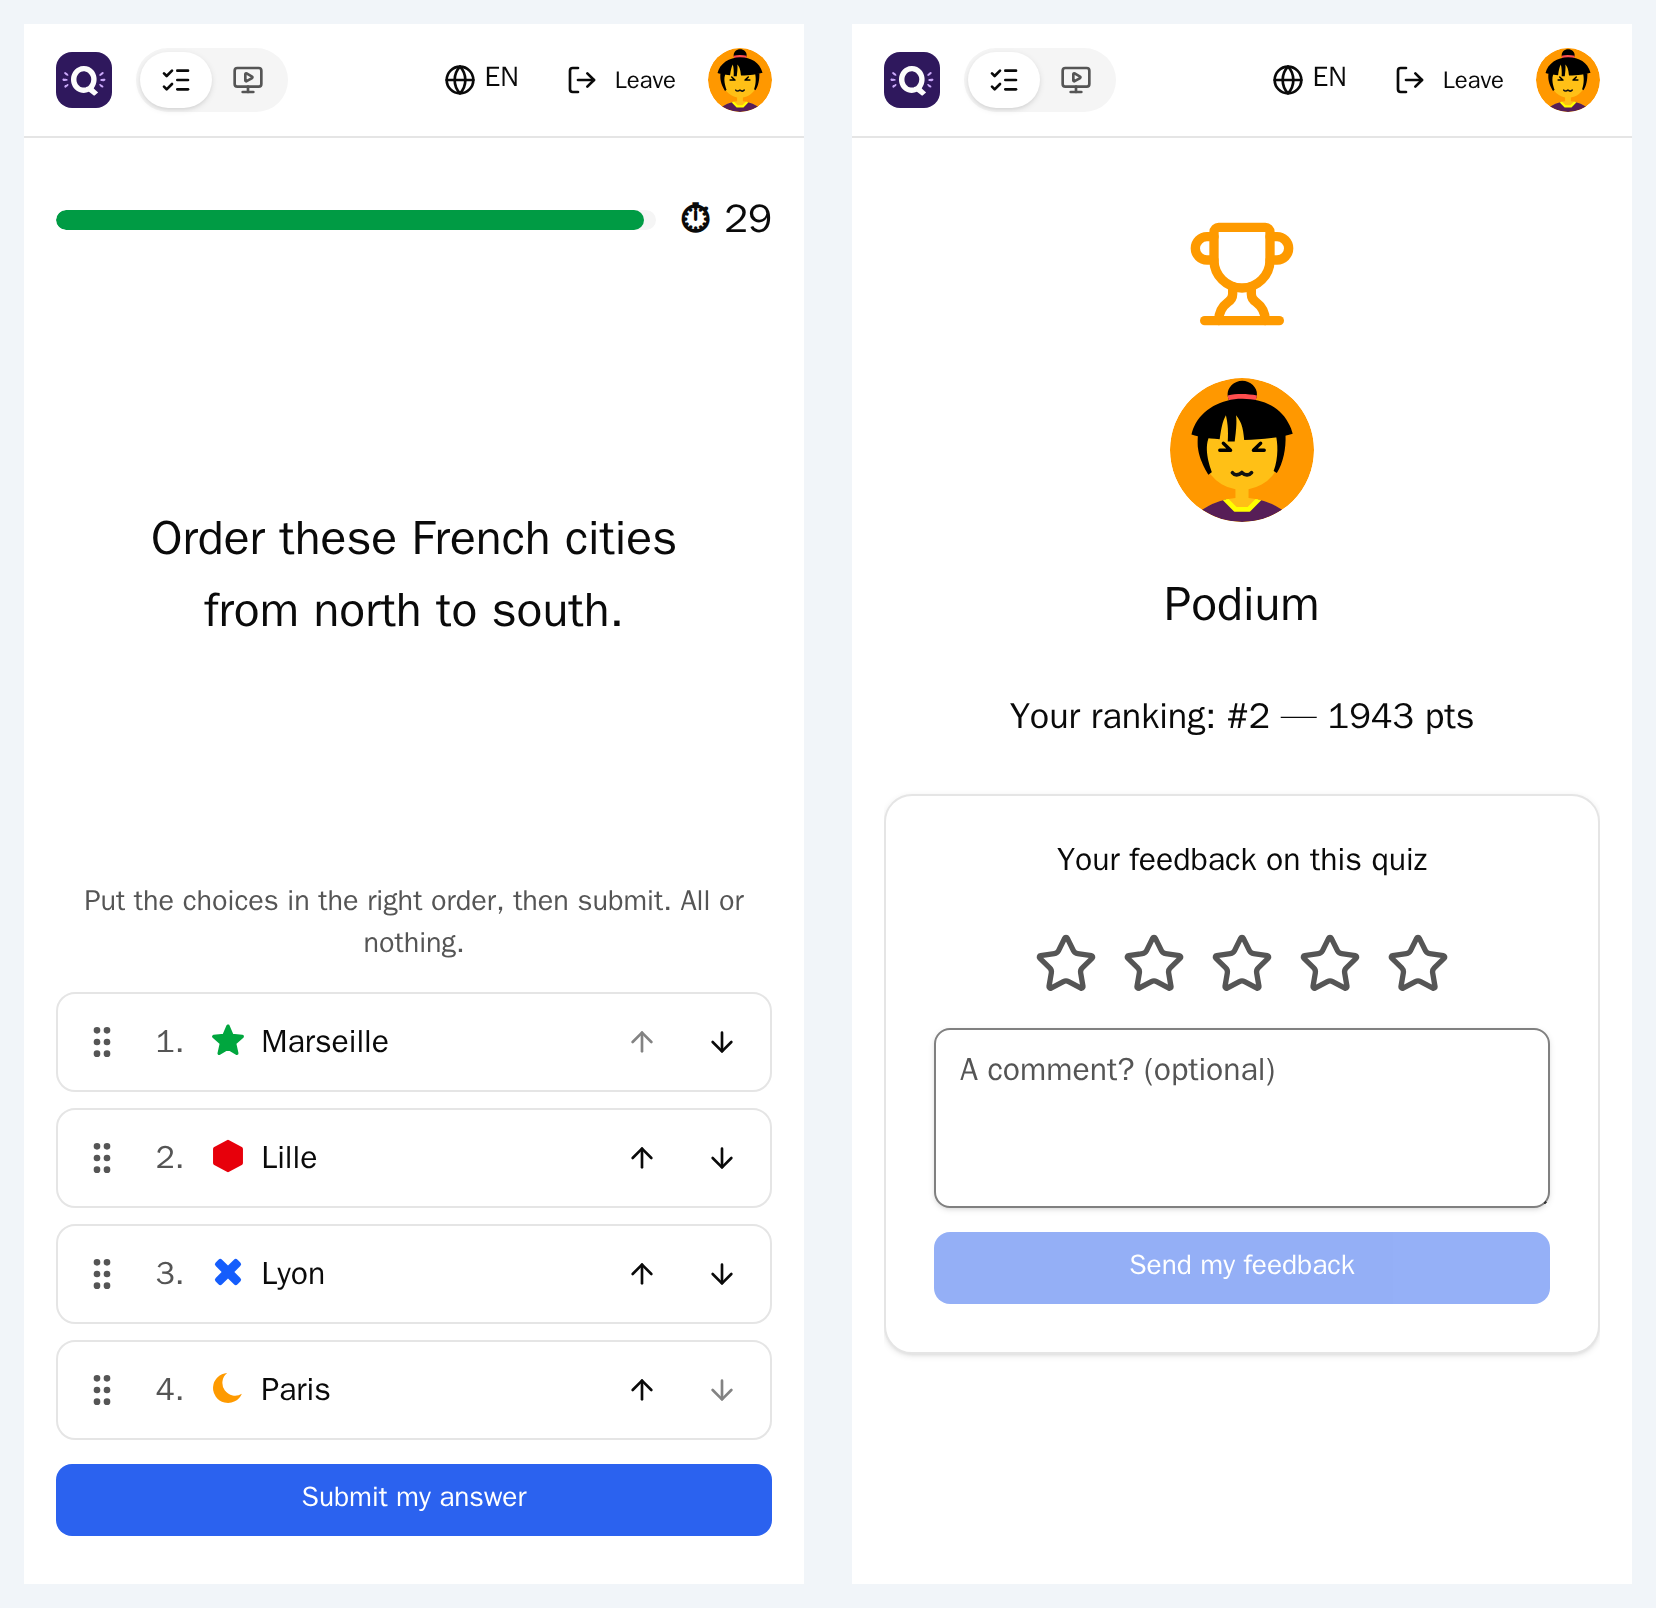 Q
EN
Leave
29
Order these French cities
from north to south.
Put the choices in the right order, then submit. All or
nothing.
1. Marseille
2. Lille
3. Lyon
4. Paris
Submit my answer
Q
EN
Leave
Podium
Your ranking: #2 — 1943 pts
Your feedback on this quiz
A comment? (optional)
Send my feedback